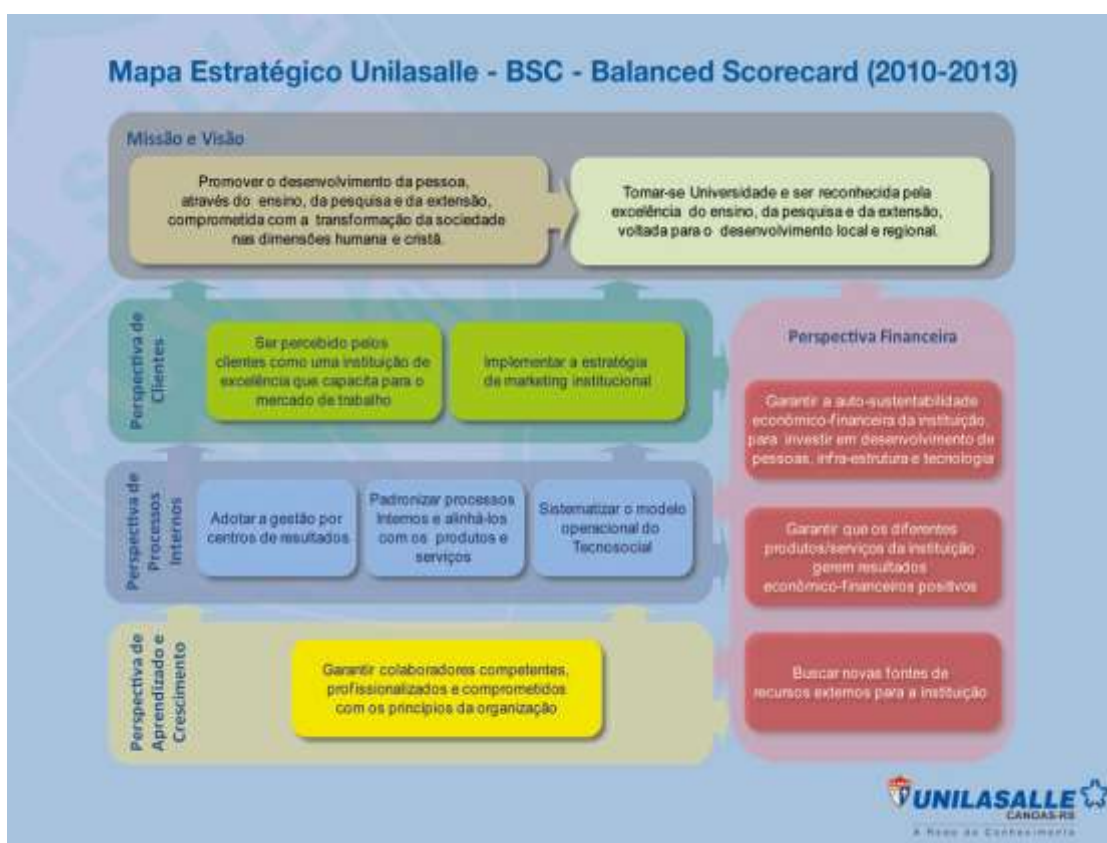 Mapa Estratégico Unilasalle - BSC - Balanced Scorecard (2010-2013)
Missão e Visão
Promover o desenvolvimento da pessoa,
através do ensino, da pesquisa e da extensão,
comprometida com a transformação da sociedade
nas dimensões humana e cristã.
Tornar-se Universidade e ser reconhecida pela
excelência do ensino, da pesquisa e da extensão,
voltada para o desenvolvimento local e regional.
Perspectiva de
Clientes
Ser percebido pelos
clientes como uma instituição de
excelência que capacita para o
mercado de trabalho
Implementar a estratégia
de marketing institucional
Perspectiva Financeira
Garantir a auto-sustentabilidade
econômico-financeira da instituição,
para investir em desenvolvimento de
pessoas, infra-estrutura e tecnologia
Garantir que os diferentes
produtos/serviços da instituição
gerem resultados
econômico-financeiros positivos
Buscar novas fontes de
recursos externos para a instituição
Perspectiva de
Processos
Internos
Adotar a gestão por
centros de resultados
Padronizar processos
Internos e alinhá-los
com os produtos e
serviços
Sistematizar o modelo
operacional do
Tecnosocial
Perspectiva de
Aprendizado e
Crescimento
Garantir colaboradores competentes,
profissionalizados e comprometidos
com os princípios da organização
UNILASALLE
CANOAS-RS
A Rede do Conhecimento